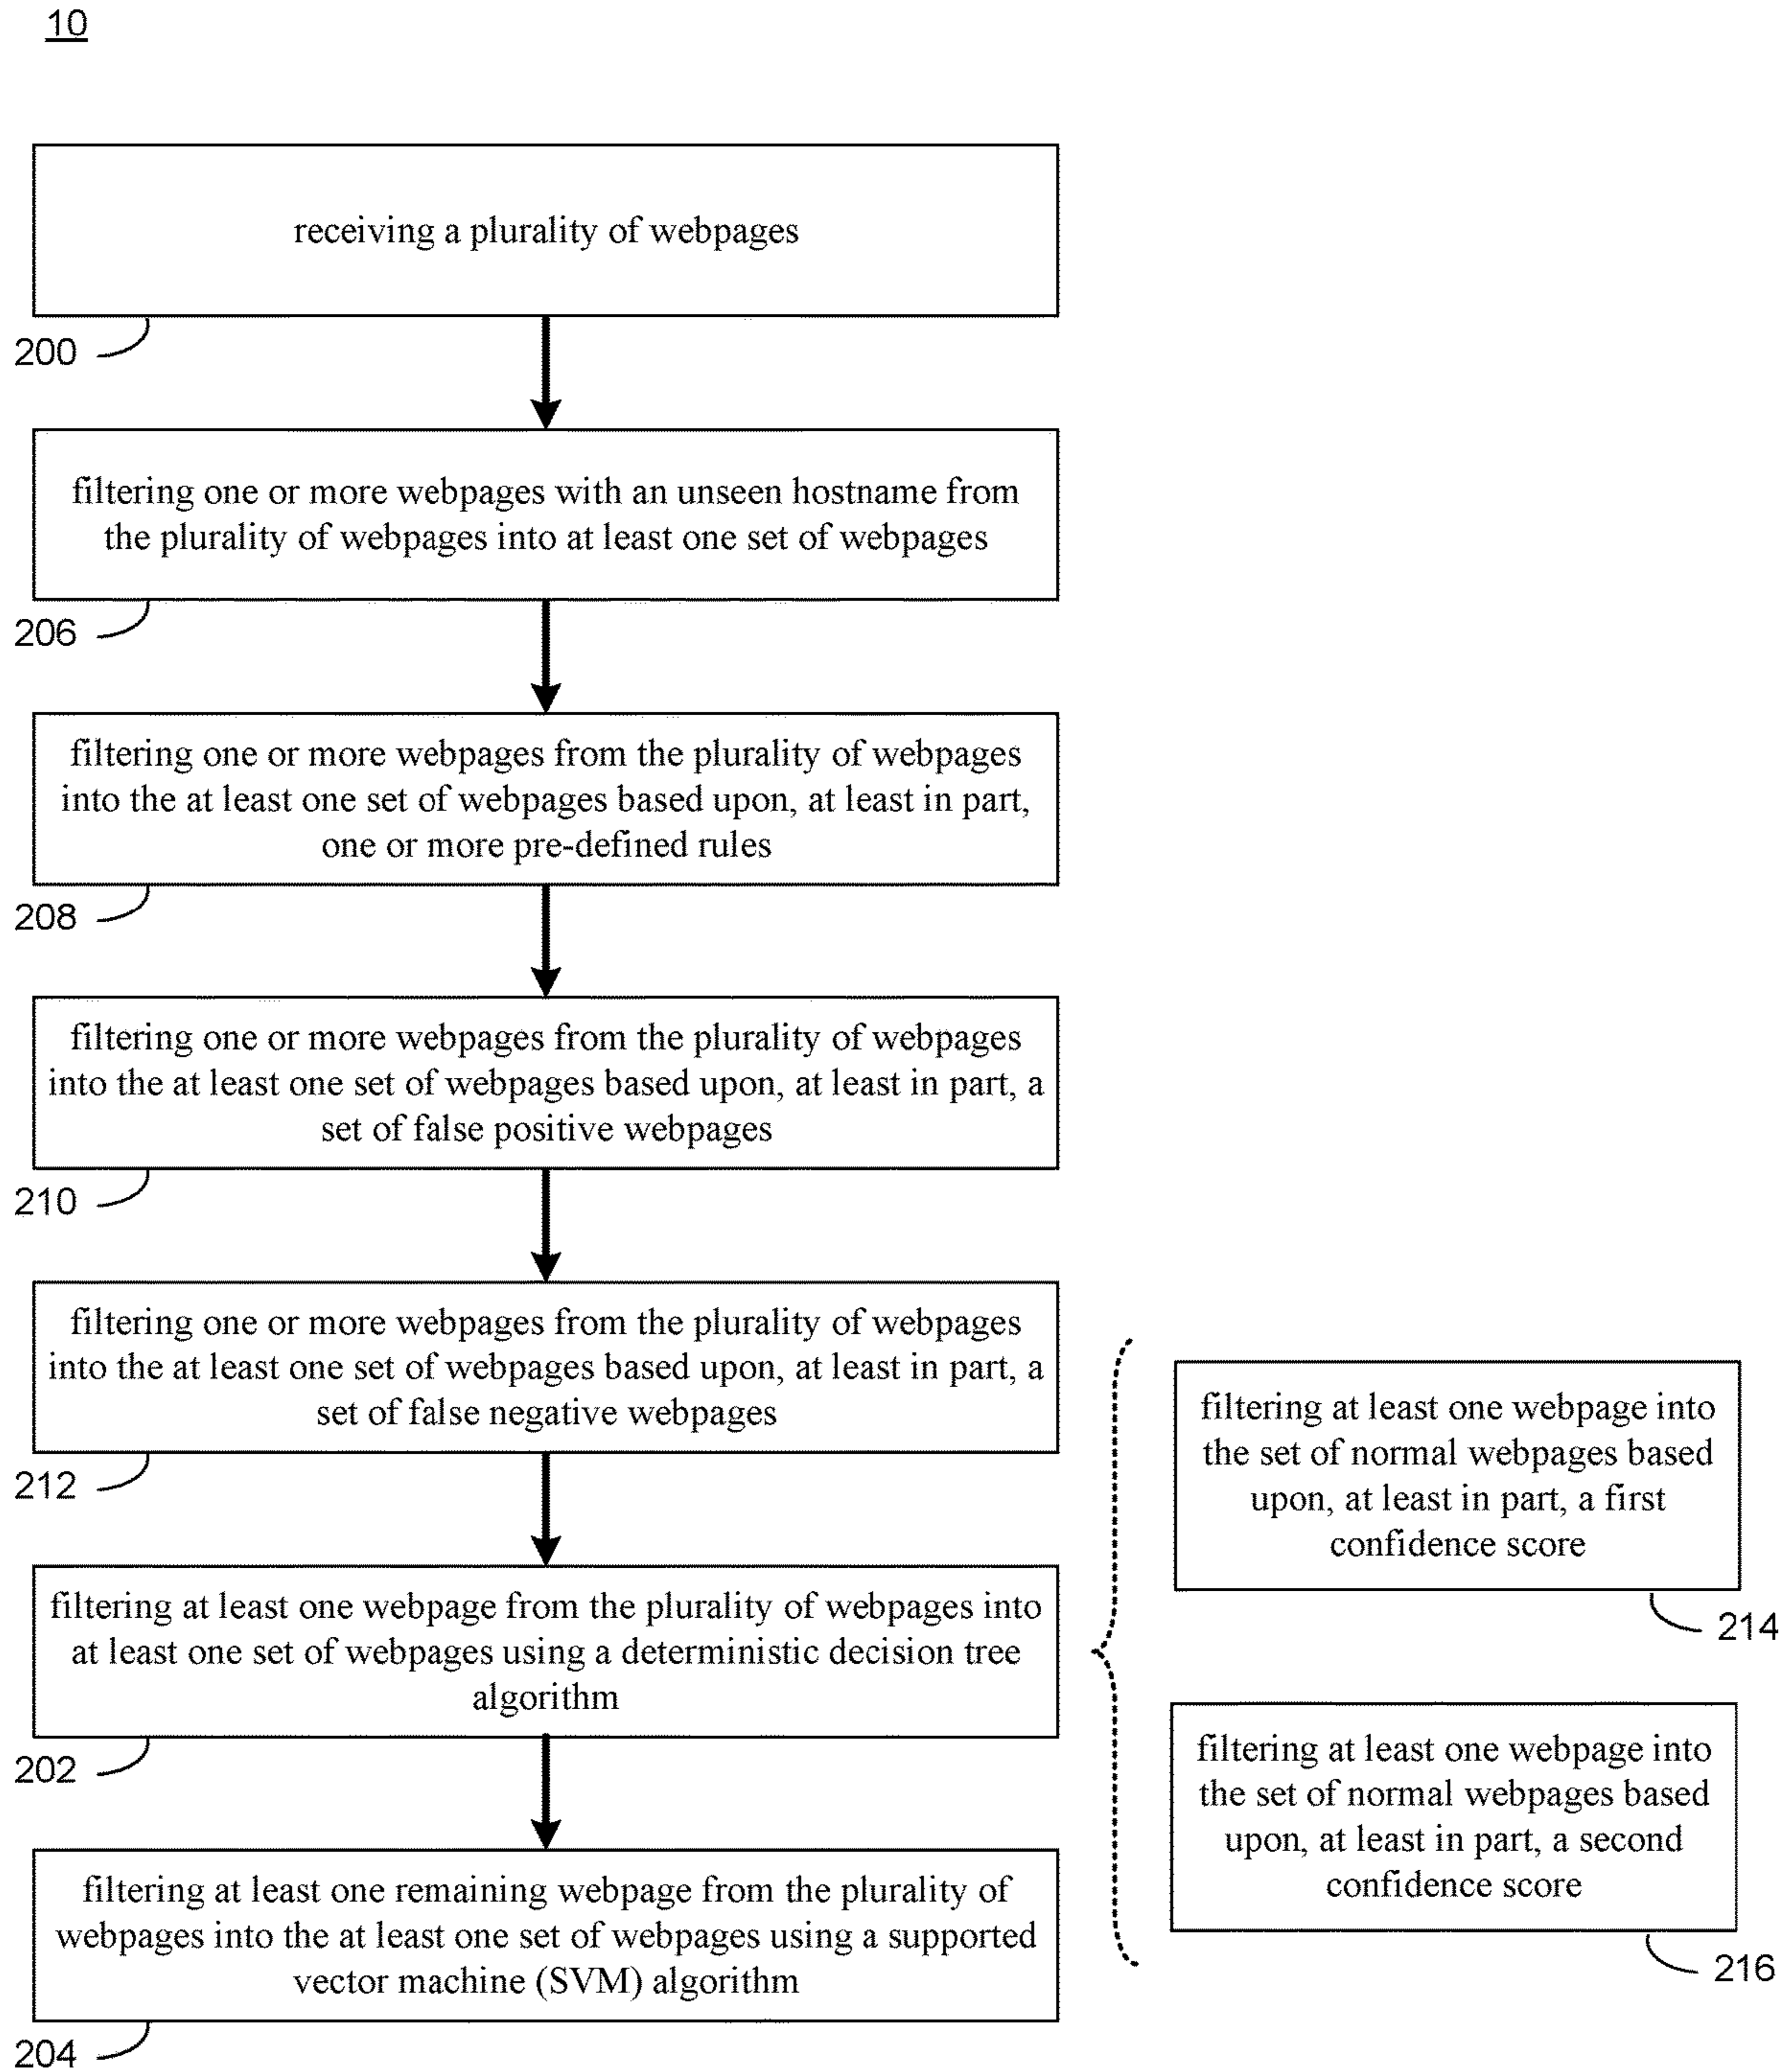 10
receiving a plurality of webpages
200
filtering one or more webpages with an unseen hostname from
the plurality of webpages into at least one set of webpages
206
filtering one or more webpages from the plurality of webpages
into the at least one set of webpages based upon, at least in part,
one or more pre-defined rules
208
filtering one or more webpages from the plurality of webpages
into the at least one set of webpages based upon, at least in part, a
set of false positive webpages
210
filtering one or more webpages from the plurality of webpages
into the at least one set of webpages based upon, at least in part, a
set of false negative webpages
212
filtering at least one webpage from the plurality of webpages into
at least one set of webpages using a deterministic decision tree
algorithm
202
filtering at least one remaining webpage from the plurality of
webpages into the at least one set of webpages using a supported
vector machine (SVM) algorithm
204
filtering at least one webpage into
the set of normal webpages based
upon, at least in part, a first
confidence score
214
filtering at least one webpage into
the set of normal webpages based
upon, at least in part, a second
confidence score
216